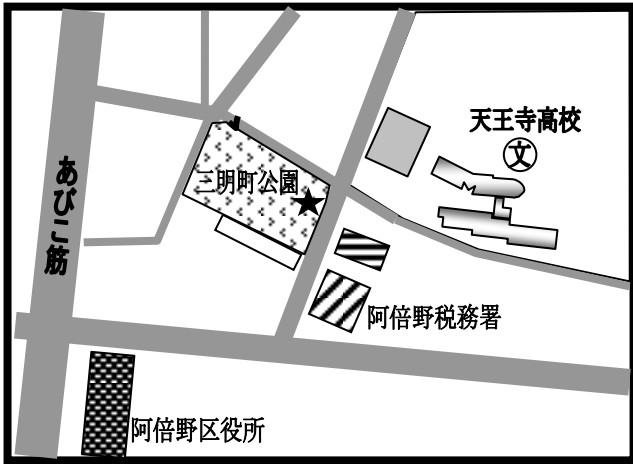 天王寺高校
文
三明町公園
あびこ筋
阿倍野税務署
阿倍野区役所